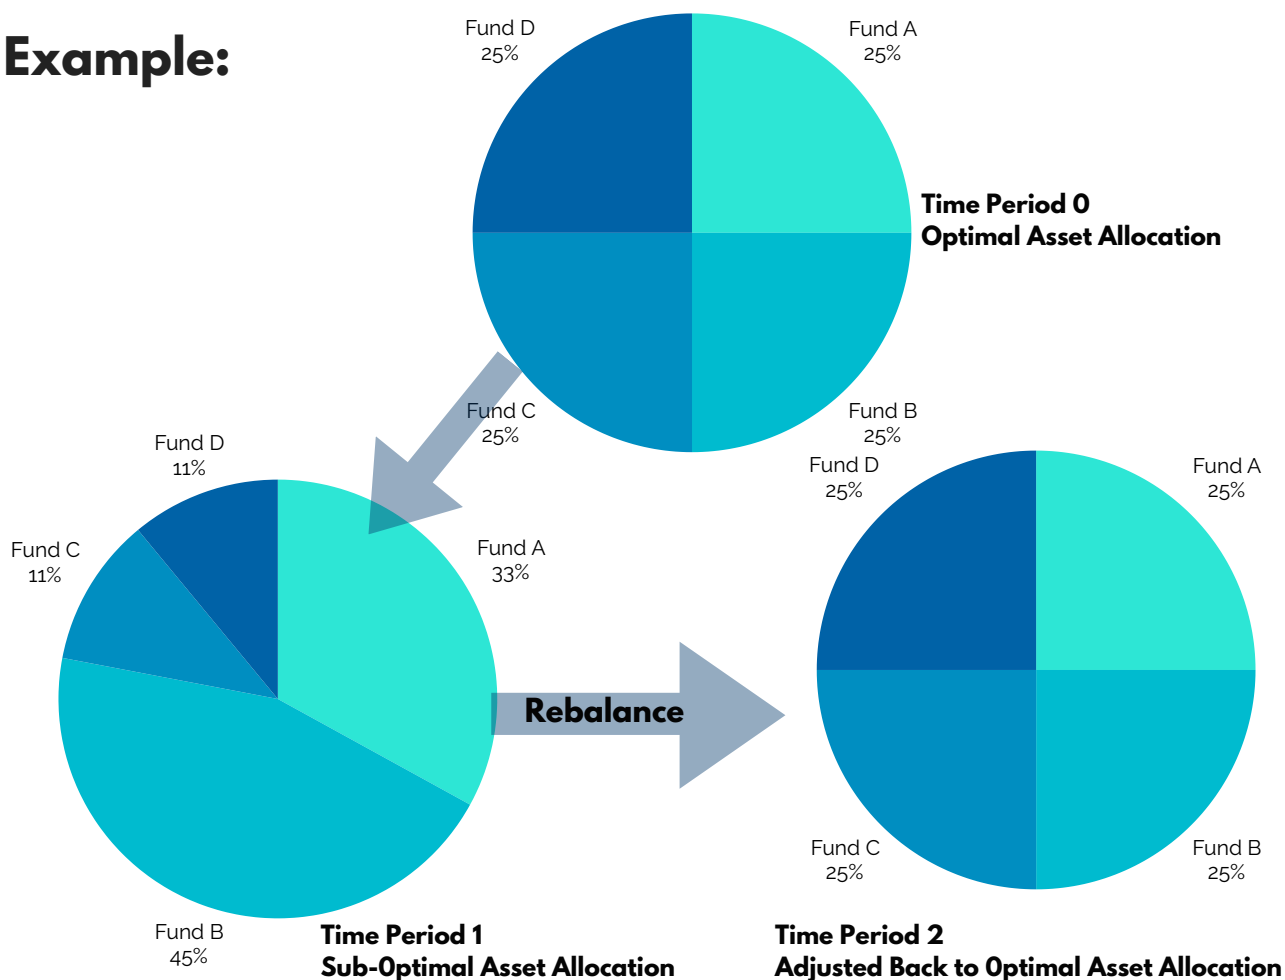 Example:
Fund D
25%
Fund A
25%
Time Period 0
Optimal Asset Allocation
Fund C
25%
Fund B
25%
Fund D
11%
Fund C
11%
Fund A
33%
Fund B
45%
Time Period 1
Sub-Optimal Asset Allocation
Rebalance
Fund D
25%
Fund A
25%
Fund C
25%
Fund B
25%
Time Period 2
Adjusted Back to Optimal Asset Allocation